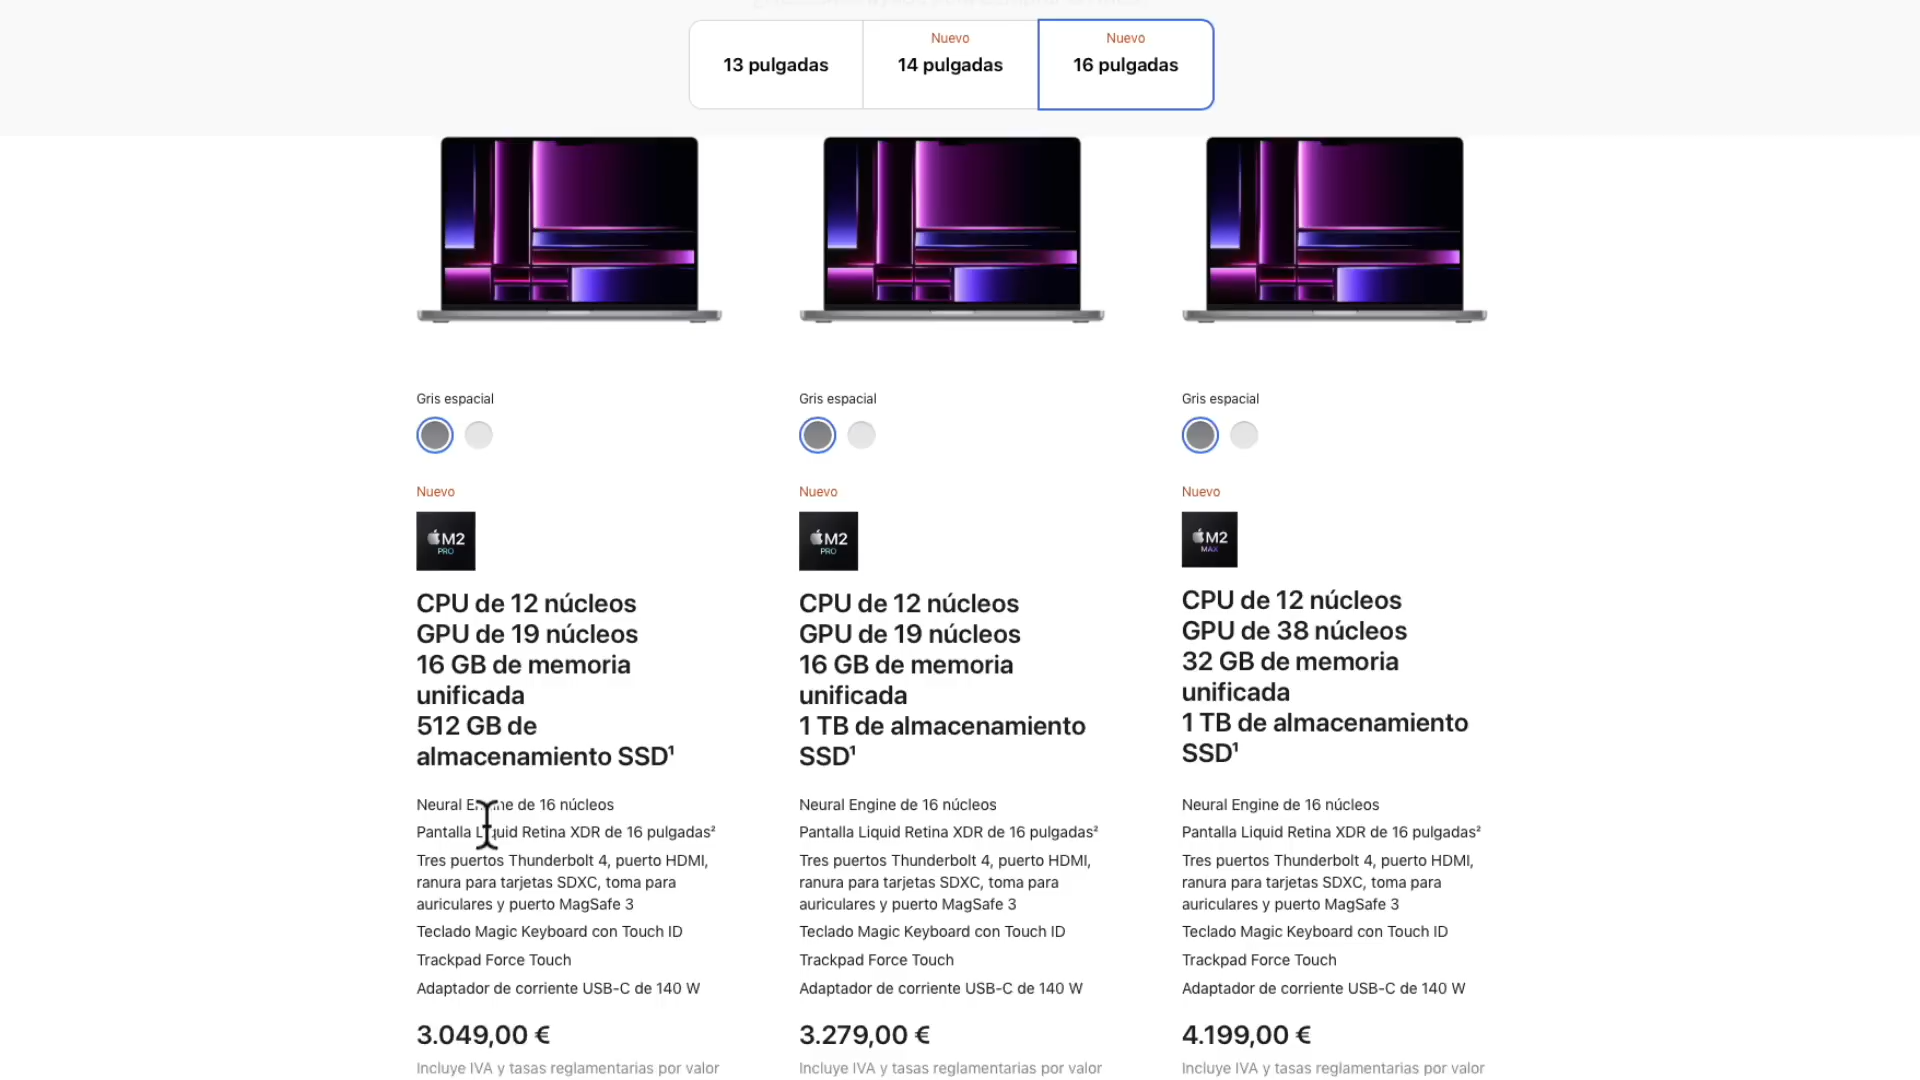 13 pulgadas
Nuevo
14 pulgadas
Nuevo
16 pulgadas
Gris espacial
Nuevo
M2
PRO
CPU de 12 núcleos
GPU de 19 núcleos
16 GB de memoria
unificada
512 GB de
almacenamiento SSD¹
Neural Engine de 16 núcleos
Pantalla Liquid Retina XDR de 16 pulgadas²
Tres puertos Thunderbolt 4, puerto HDMI,
ranura para tarjetas SDXC, toma para
auriculares y puerto MagSafe 3
Teclado Magic Keyboard con Touch ID
Trackpad Force Touch
Adaptador de corriente USB-C de 140 W
3.049,00 €
Incluye IVA y tasas reglamentarias por valor
Gris espacial
Nuevo
M2
PRO
CPU de 12 núcleos
GPU de 19 núcleos
16 GB de memoria
unificada
1 TB de almacenamiento
SSD¹
Neural Engine de 16 núcleos
Pantalla Liquid Retina XDR de 16 pulgadas²
Tres puertos Thunderbolt 4, puerto HDMI,
ranura para tarjetas SDXC, toma para
auriculares y puerto MagSafe 3
Teclado Magic Keyboard con Touch ID
Trackpad Force Touch
Adaptador de corriente USB-C de 140 W
3.279,00 €
Incluye IVA y tasas reglamentarias por valor
Gris espacial
Nuevo
M2
MAX
CPU de 12 núcleos
GPU de 38 núcleos
32 GB de memoria
unificada
1 TB de almacenamiento
SSD¹
Neural Engine de 16 núcleos
Pantalla Liquid Retina XDR de 16 pulgadas²
Tres puertos Thunderbolt 4, puerto HDMI,
ranura para tarjetas SDXC, toma para
auriculares y puerto MagSafe 3
Teclado Magic Keyboard con Touch ID
Trackpad Force Touch
Adaptador de corriente USB-C de 140 W
4.199,00 €
Incluye IVA y tasas reglamentarias por valor